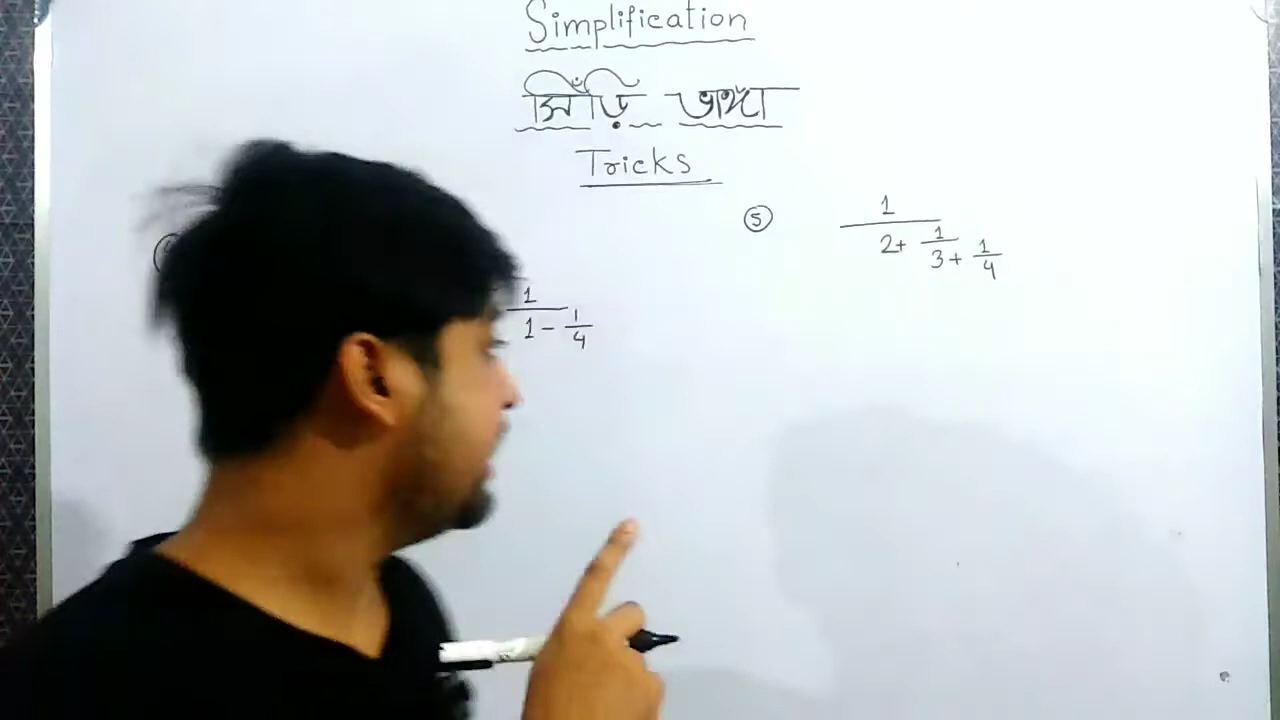 Simplification
সিঁড়ি ভাঙ্গা
Tricks
1
1 - 1/4
⑤ 1
2 + 1
3 + 1/4